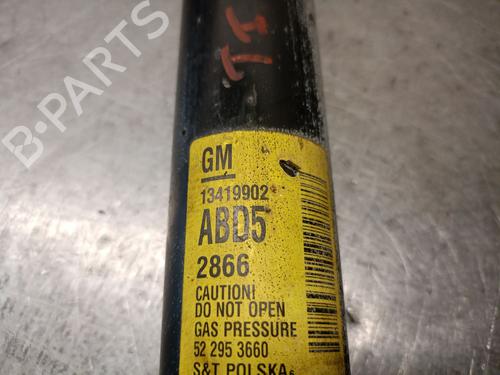 B-PARTS
GM
13419902
ABD5
2866
CAUTION!
DO NOT OPEN
GAS PRESSURE
52 295 3660
S&T POLSKA